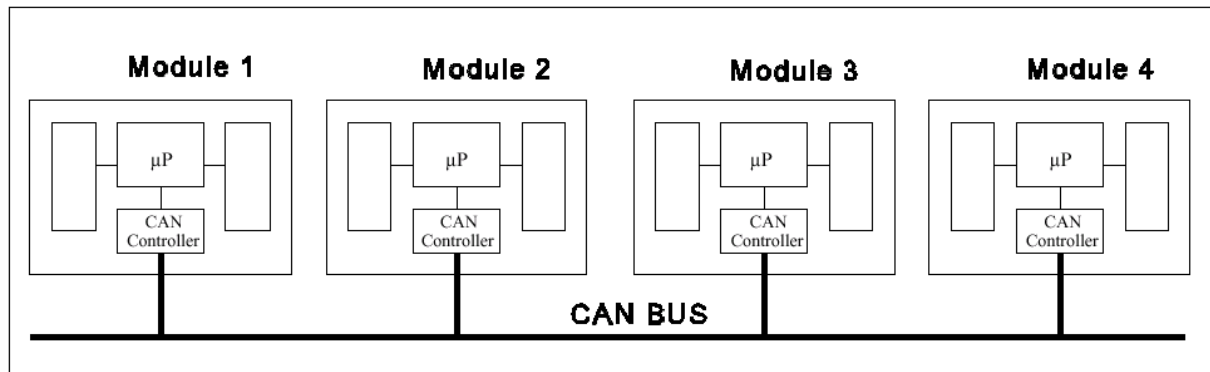 Module 1
Module 2
Module 3
Module 4
µP
µP
µP
µP
CAN
Controller
CAN
Controller
CAN
Controller
CAN
Controller
CAN BUS